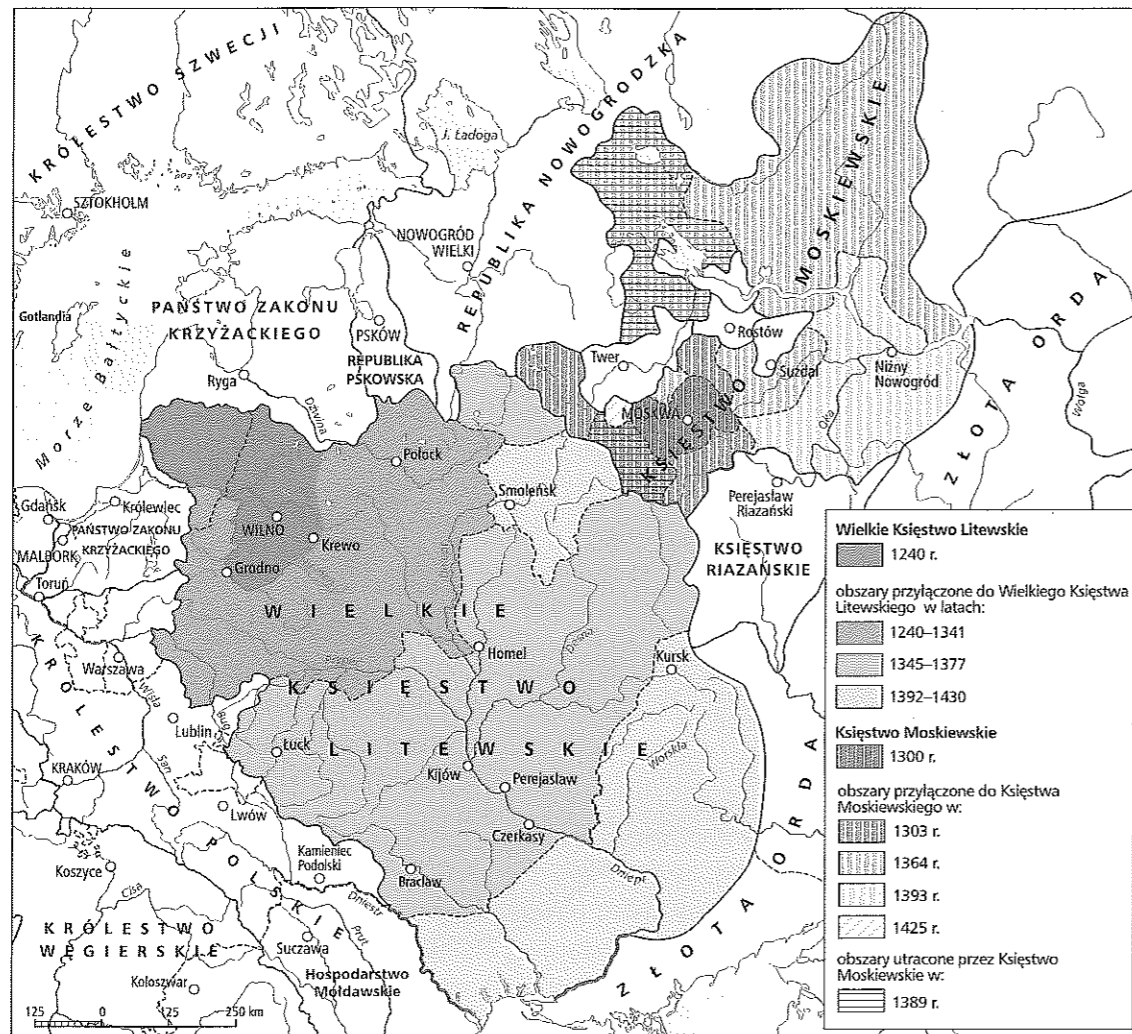 KRÓLESTWO SZWECJI
SZTOKHOLM
J. Ładoga
NOWOGRÓD
WIELKI
REPUBLIKA NOWOGRODZKA
KSIĘSTWO MOSKIEWSKIE
Morze Bałtyckie
Gotlandia
PAŃSTWO ZAKONU
KRZYŻACKIEGO
PSKÓW
REPUBLIKA
PSKOWSKA
Ryga
Dźwina
Twer
Rostów
Suzdal
Niżny
Nowogród
MOSKWA
Oka
Wołga
ZŁOTA ORDA
Połock
Smoleńsk
Perejasław
Riazański
KSIĘSTWO
RIAZAŃSKIE
Gdańsk
Królewiec
PAŃSTWO ZAKONU
KRZYŻACKIEGO
MALBORK
Toruń
WILNO
Krewo
Grodno
WIELKIE
KSIĘSTWO
LITEWSKIE
Homel
Desna
Kursk
Worskla
Warszawa
Wisła
Bug
Lublin
San
Łuck
Kijów
Perejasław
Czerkasy
KRAKÓW
Lwów
KRÓLESTWO POLSKIE
Kamieniec
Podolski
Bracław
Dniepr
Dniestr
Prut
Koszyce
Cisa
KRÓLESTWO
WĘGIERSKIE
Suczawa
Hospodarstwo
Mołdawskie
Koloszwar
ZŁOTA ORDA
125 0 125 250 km
Wielkie Księstwo Litewskie
1240 r.
obszary przyłączone do Wielkiego Księstwa
Litewskiego w latach:
1240–1341
1345–1377
1392–1430
Księstwo Moskiewskie
1300 r.
obszary przyłączone do Księstwa
Moskiewskiego w:
1303 r.
1364 r.
1393 r.
1425 r.
obszary utracone przez Księstwo
Moskiewskie w:
1389 r.